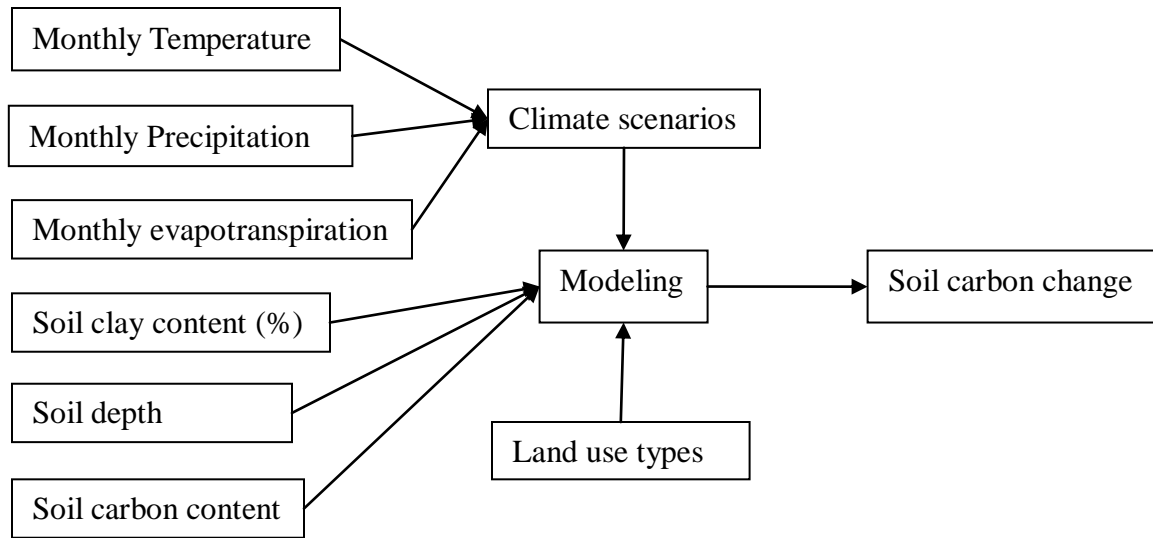 Monthly Temperature
Monthly Precipitation
Monthly evapotranspiration
Soil clay content (%)
Soil depth
Soil carbon content
Climate scenarios
Modeling
Land use types
Soil carbon change